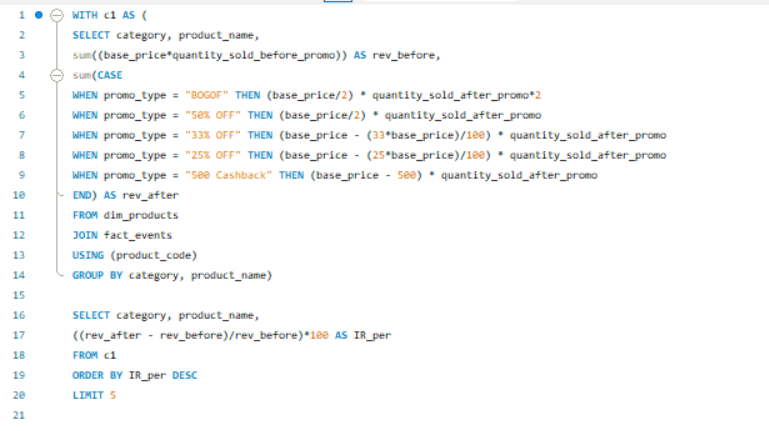 1 WITH c1 AS (
2 SELECT category, product_name,
3 sum((base_price*quantity_sold_before_promo)) AS rev_before,
4 sum(CASE
5 WHEN promo_type = "BOGOF" THEN (base_price/2) * quantity_sold_after_promo*2
6 WHEN promo_type = "50% OFF" THEN (base_price/2) * quantity_sold_after_promo
7 WHEN promo_type = "33% OFF" THEN (base_price - (33*base_price)/100) * quantity_sold_after_promo
8 WHEN promo_type = "25% OFF" THEN (base_price - (25*base_price)/100) * quantity_sold_after_promo
9 WHEN promo_type = "500 Cashback" THEN (base_price - 500) * quantity_sold_after_promo
10 END) AS rev_after
11 FROM dim_products
12 JOIN fact_events
13 USING (product_code)
14 GROUP BY category, product_name)
15
16 SELECT category, product_name,
17 ((rev_after - rev_before)/rev_before)*100 AS IR_per
18 FROM c1
19 ORDER BY IR_per DESC
20 LIMIT 5
21